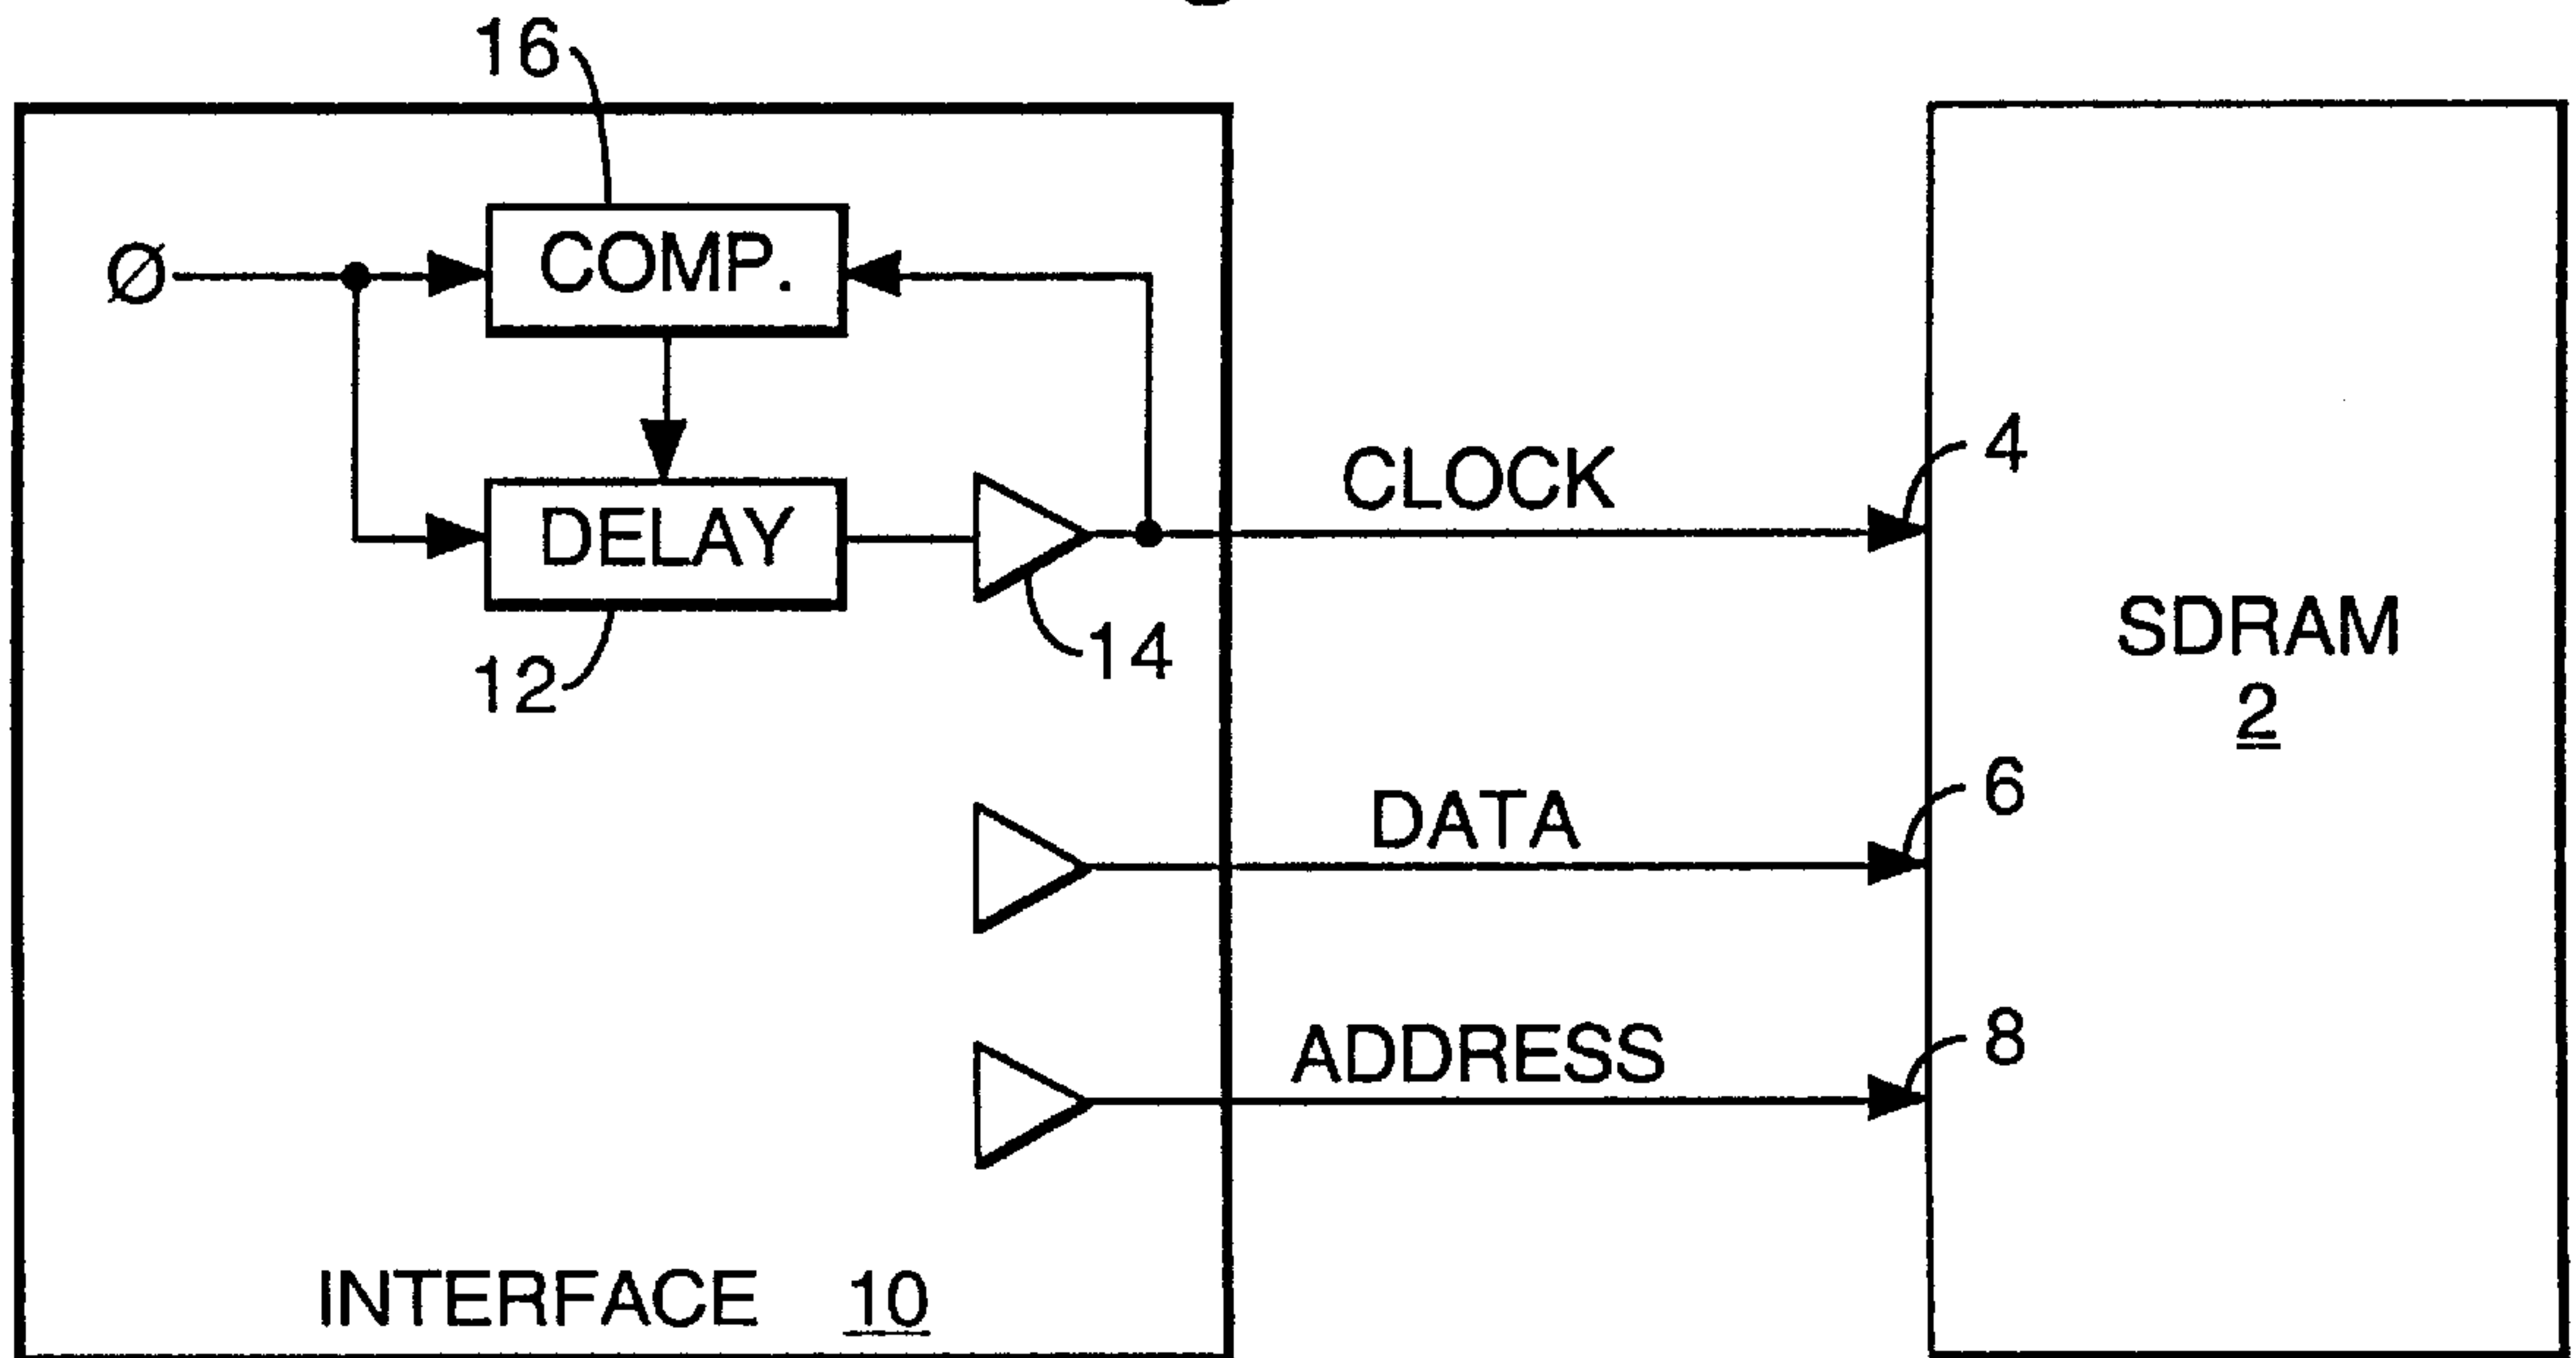 16
Ø
COMP.
CLOCK
4
DELAY
14
12
SDRAM
2
DATA
6
ADDRESS
8
INTERFACE 10